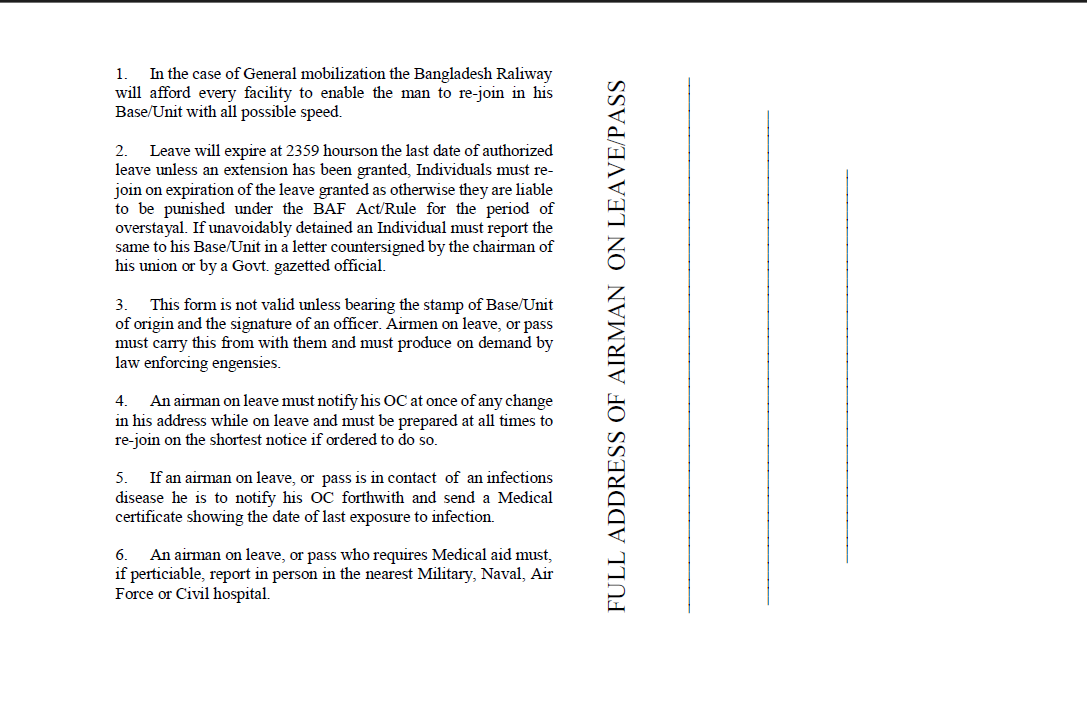 1. In the case of General mobilization the Bangladesh Raliway
will afford every facility to enable the man to re-join in his
Base/Unit with all possible speed.
2. Leave will expire at 2359 hourson the last date of authorized
leave unless an extension has been granted, Individuals must re-
join on expiration of the leave granted as otherwise they are liable
to be punished under the BAF Act/Rule for the period of
overstayal. If unavoidably detained an Individual must report the
same to his Base/Unit in a letter countersigned by the chairman of
his union or by a Govt. gazetted official.
3. This form is not valid unless bearing the stamp of Base/Unit
of origin and the signature of an officer. Airmen on leave, or pass
must carry this from with them and must produce on demand by
law enforcing engensies.
4. An airman on leave must notify his OC at once of any change
in his address while on leave and must be prepared at all times to
re-join on the shortest notice if ordered to do so.
5. If an airman on leave, or pass is in contact of an infections
disease he is to notify his OC forthwith and send a Medical
certificate showing the date of last exposure to infection.
6. An airman on leave, or pass who requires Medical aid must,
if perticiable, report in person in the nearest Military, Naval, Air
Force or Civil hospital.
FULL ADDRESS OF AIRMAN ON LEAVE/PASS